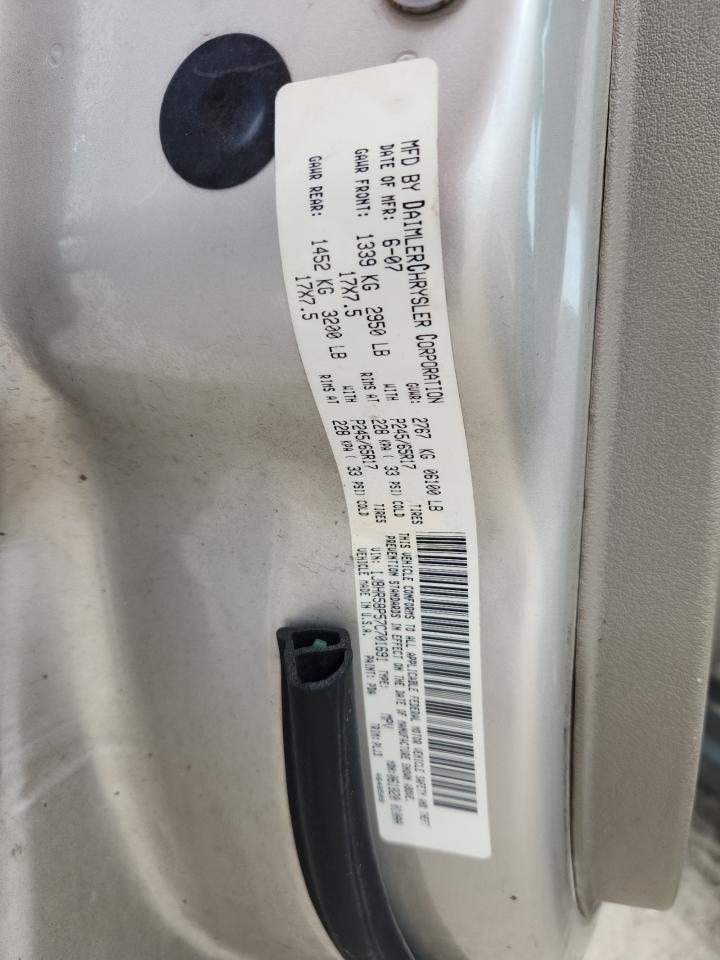 MFD BY DAIMLERCHRYSLER CORPORATION
DATE OF MFR: 6-07 GVWR: 2767 KG 06100 LB
GAWR FRONT: 1339 KG 2950 LB WITH P245/65R17 TIRES
17X7.5 RIMS AT 228 KPA ( 33 PSI) COLD
GAWR REAR: 1452 KG 3200 LB WITH P245/65R17 TIRES
17X7.5 RIMS AT 228 KPA ( 33 PSI) COLD
THIS VEHICLE CONFORMS TO ALL APPLICABLE FEDERAL MOTOR VEHICLE SAFETY AND THEFT
PREVENTION STANDARDS IN EFFECT ON THE DATE OF MANUFACTURE SHOWN ABOVE.
VIN: 1J8HR58P57C701691 TYPE: MPV
VEHICLE MADE IN U.S.A. PAINT: TRIM: